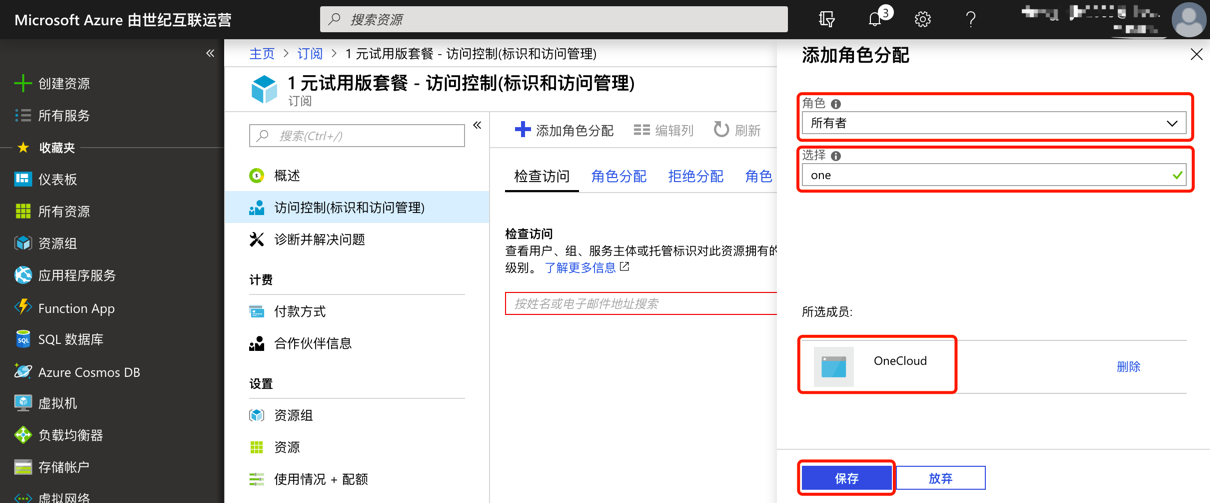 Microsoft Azure 由世纪互联运营
搜索资源
3
创建资源
所有服务
收藏夹
仪表板
所有资源
资源组
应用程序服务
Function App
SQL 数据库
Azure Cosmos DB
虚拟机
负载均衡器
存储帐户
虚拟网络
主页 > 订阅 > 1 元试用版套餐 - 访问控制(标识和访问管理)
1 元试用版套餐 - 访问控制(标识和访问管理)
订阅
搜索(Ctrl+/)
概述
访问控制(标识和访问管理)
诊断并解决问题
计费
付款方式
合作伙伴信息
设置
资源组
资源
使用情况 + 配额
添加角色分配 编辑列 刷新
检查访问 角色分配 拒绝分配 角色
检查访问
查看用户、组、服务主体或托管标识对此资源拥有的
级别。 了解更多信息
按姓名或电子邮件地址搜索
添加角色分配
角色
所有者
选择
one
所选成员:
OneCloud
删除
保存 放弃